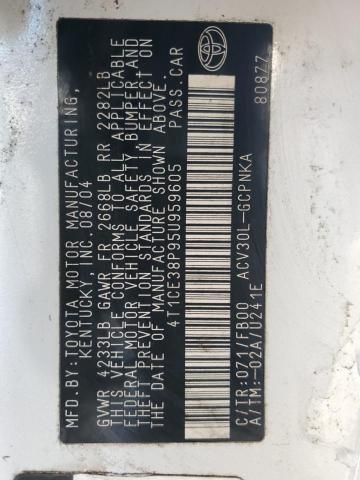 MFD.BY: TOYOTA MOTOR MANUFACTURING,
KENTUCKY, INC. 08/04
GVWR 4233LB GAWR FR 2668LB RR 2282LB
THIS VEHICLE CONFORMS TO ALL APPLICABLE
FEDERAL MOTOR VEHICLE SAFETY, BUMPER AND
THEFT PREVENTION STANDARDS IN EFFECT ON
THE DATE OF MANUFACTURE SHOWN ABOVE.
4T1CE38P95U959605 PASS.CAR
C/TR:071/FB00 ACV30L-GCPNKA
A/TM:-02A/U241E 80877